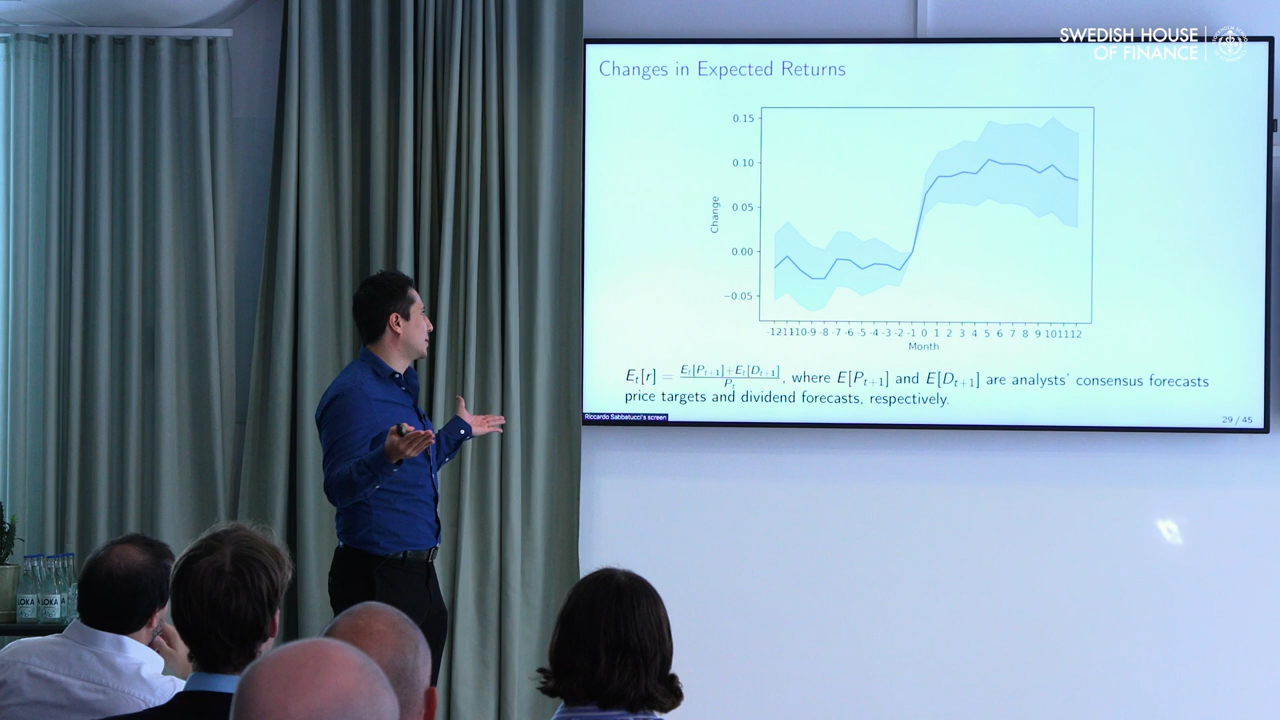 SWEDISH HOUSE
OF FINANCE
Changes in Expected Returns
0.15
0.10
0.05
0.00
−0.05
Change
-12 11 10 -9 -8 -7 -6 -5 -4 -3 -2 -1 0 1 2 3 4 5 6 7 8 9 10 11 12
Month
E_t[r] = (E_t[P_{t+1}]+E_t[D_{t+1}])/P_t, where E[P_{t+1}] and E[D_{t+1}] are analysts' consensus forecasts
price targets and dividend forecasts, respectively.
Riccardo Sabbatucci's screen
29 / 45
LOKA
LOKA